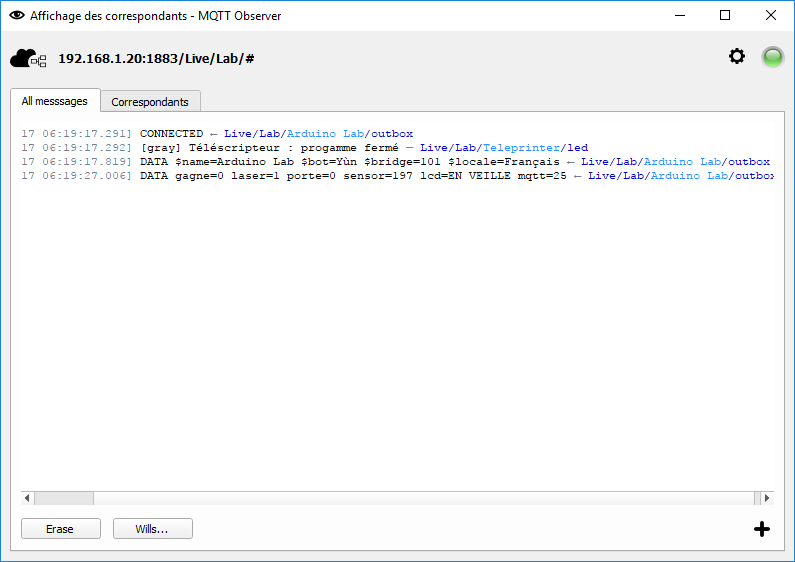 Affichage des correspondants - MQTT Observer
192.168.1.20:1883/Live/Lab/#
All messsages Correspondants
17 06:19:17.291] CONNECTED ← Live/Lab/Arduino Lab/outbox
17 06:19:17.292] [gray] Téléscripteur : progamme fermé — Live/Lab/Teleprinter/led
17 06:19:17.819] DATA $name=Arduino Lab $bot=Yùn $bridge=101 $locale=Français ← Live/Lab/Arduino Lab/outbox
17 06:19:27.006] DATA gagne=0 laser=1 porte=0 sensor=197 lcd=EN VEILLE mqtt=25 ← Live/Lab/Arduino Lab/outbox
Erase Wills...